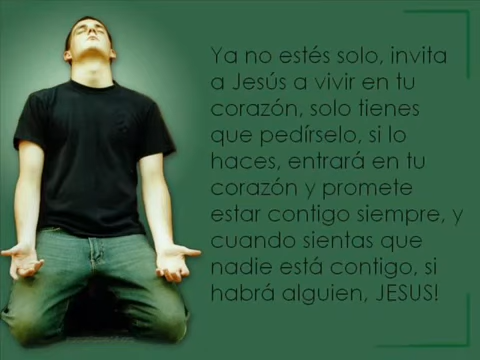 Ya no estés solo, invita
a Jesús a vivir en tu
corazón, solo tienes
que pedírselo, si lo
haces, entrará en tu
corazón y promete
estar contigo siempre, y
cuando sientas que
nadie está contigo, si
habrá alguien, JESUS!